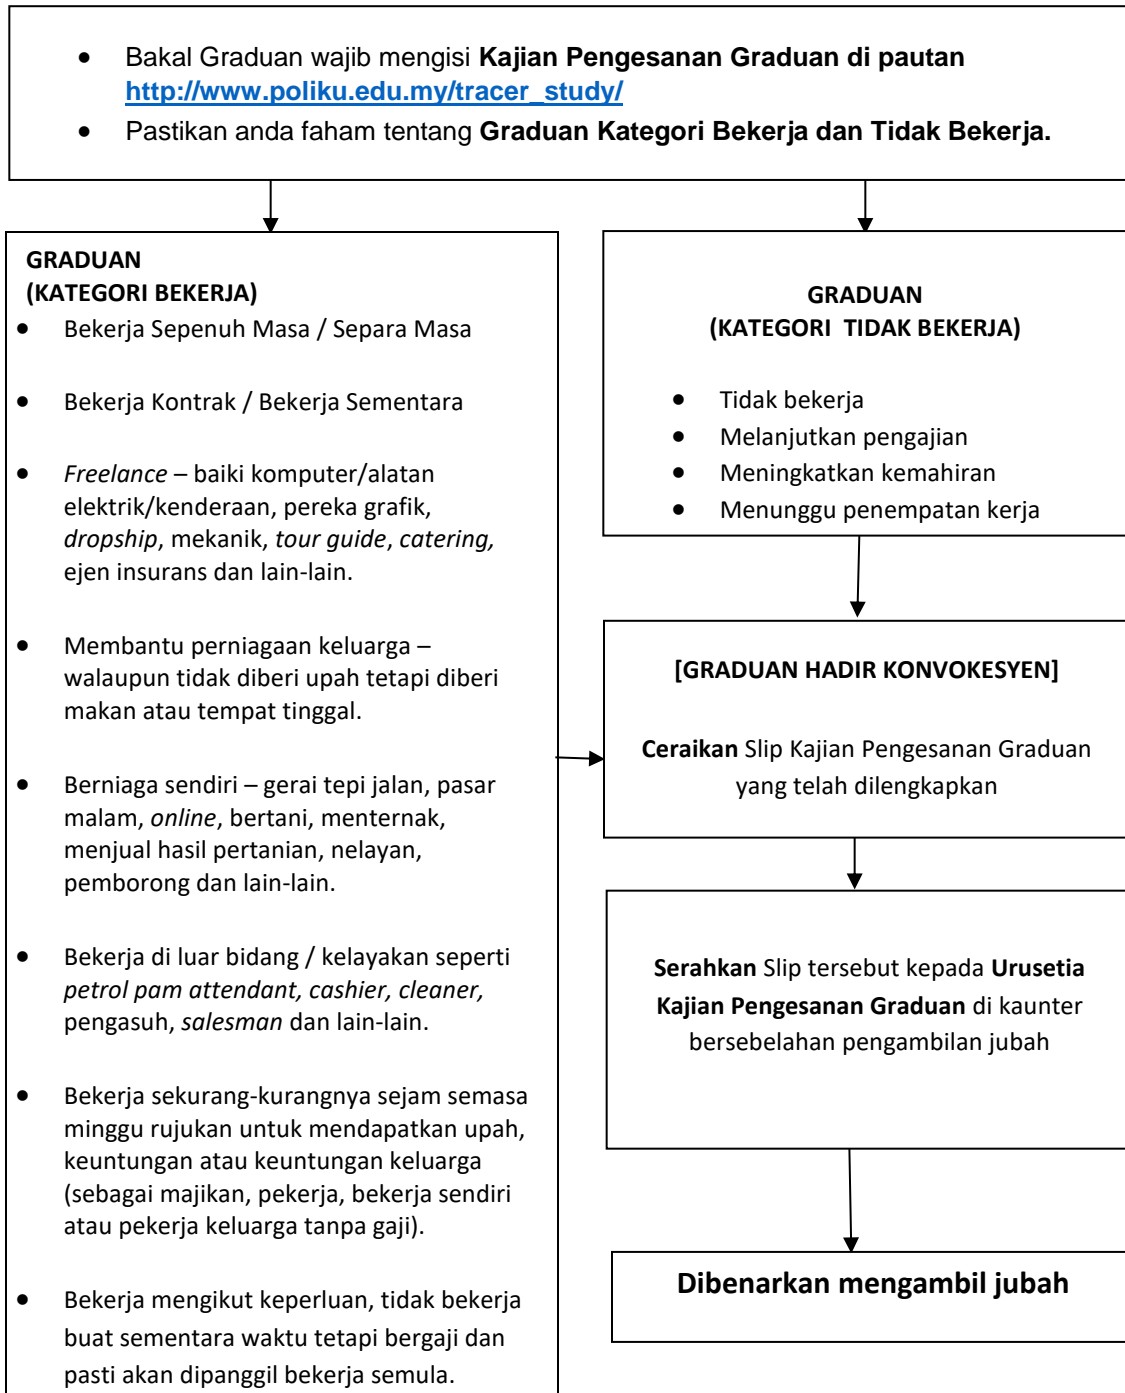 • Bakal Graduan wajib mengisi Kajian Pengesanan Graduan di pautan
http://www.poliku.edu.my/tracer_study/
• Pastikan anda faham tentang Graduan Kategori Bekerja dan Tidak Bekerja.
GRADUAN
(KATEGORI BEKERJA)
• Bekerja Sepenuh Masa / Separa Masa
• Bekerja Kontrak / Bekerja Sementara
• Freelance – baiki komputer/alatan
elektrik/kenderaan, pereka grafik,
dropship, mekanik, tour guide, catering,
ejen insurans dan lain-lain.
• Membantu perniagaan keluarga –
walaupun tidak diberi upah tetapi diberi
makan atau tempat tinggal.
• Berniaga sendiri – gerai tepi jalan, pasar
malam, online, bertani, menternak,
menjual hasil pertanian, nelayan,
pemborong dan lain-lain.
• Bekerja di luar bidang / kelayakan seperti
petrol pam attendant, cashier, cleaner,
pengasuh, salesman dan lain-lain.
• Bekerja sekurang-kurangnya sejam semasa
minggu rujukan untuk mendapatkan upah,
keuntungan atau keuntungan keluarga
(sebagai majikan, pekerja, bekerja sendiri
atau pekerja keluarga tanpa gaji).
• Bekerja mengikut keperluan, tidak bekerja
buat sementara waktu tetapi bergaji dan
pasti akan dipanggil bekerja semula.
GRADUAN
(KATEGORI TIDAK BEKERJA)
• Tidak bekerja
• Melanjutkan pengajian
• Meningkatkan kemahiran
• Menunggu penempatan kerja
[GRADUAN HADIR KONVOKESYEN]
Ceraikan Slip Kajian Pengesanan Graduan
yang telah dilengkapkan
Serahkan Slip tersebut kepada Urusetia
Kajian Pengesanan Graduan di kaunter
bersebelahan pengambilan jubah
Dibenarkan mengambil jubah